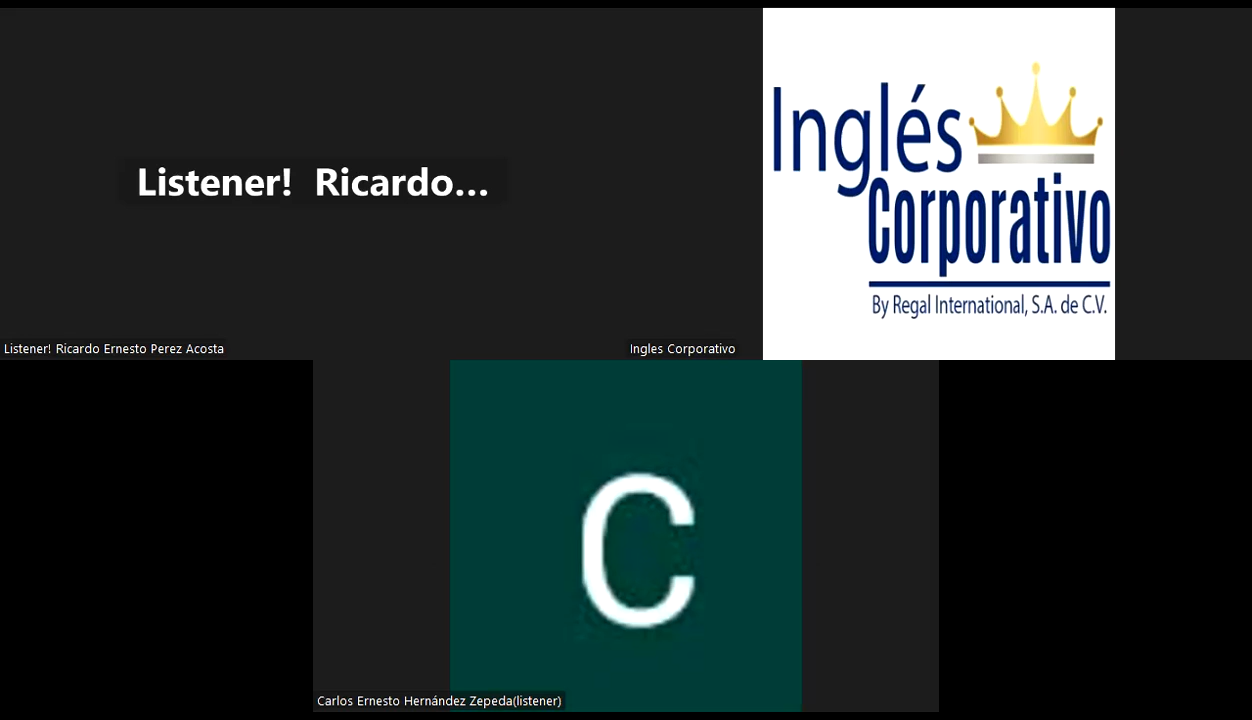 Listener! Ricardo...
Listener! Ricardo Ernesto Perez Acosta
Inglés
Corporativo
By Regal International, S.A. de C.V.
Ingles Corporativo
C
Carlos Ernesto Hernández Zepeda(listener)